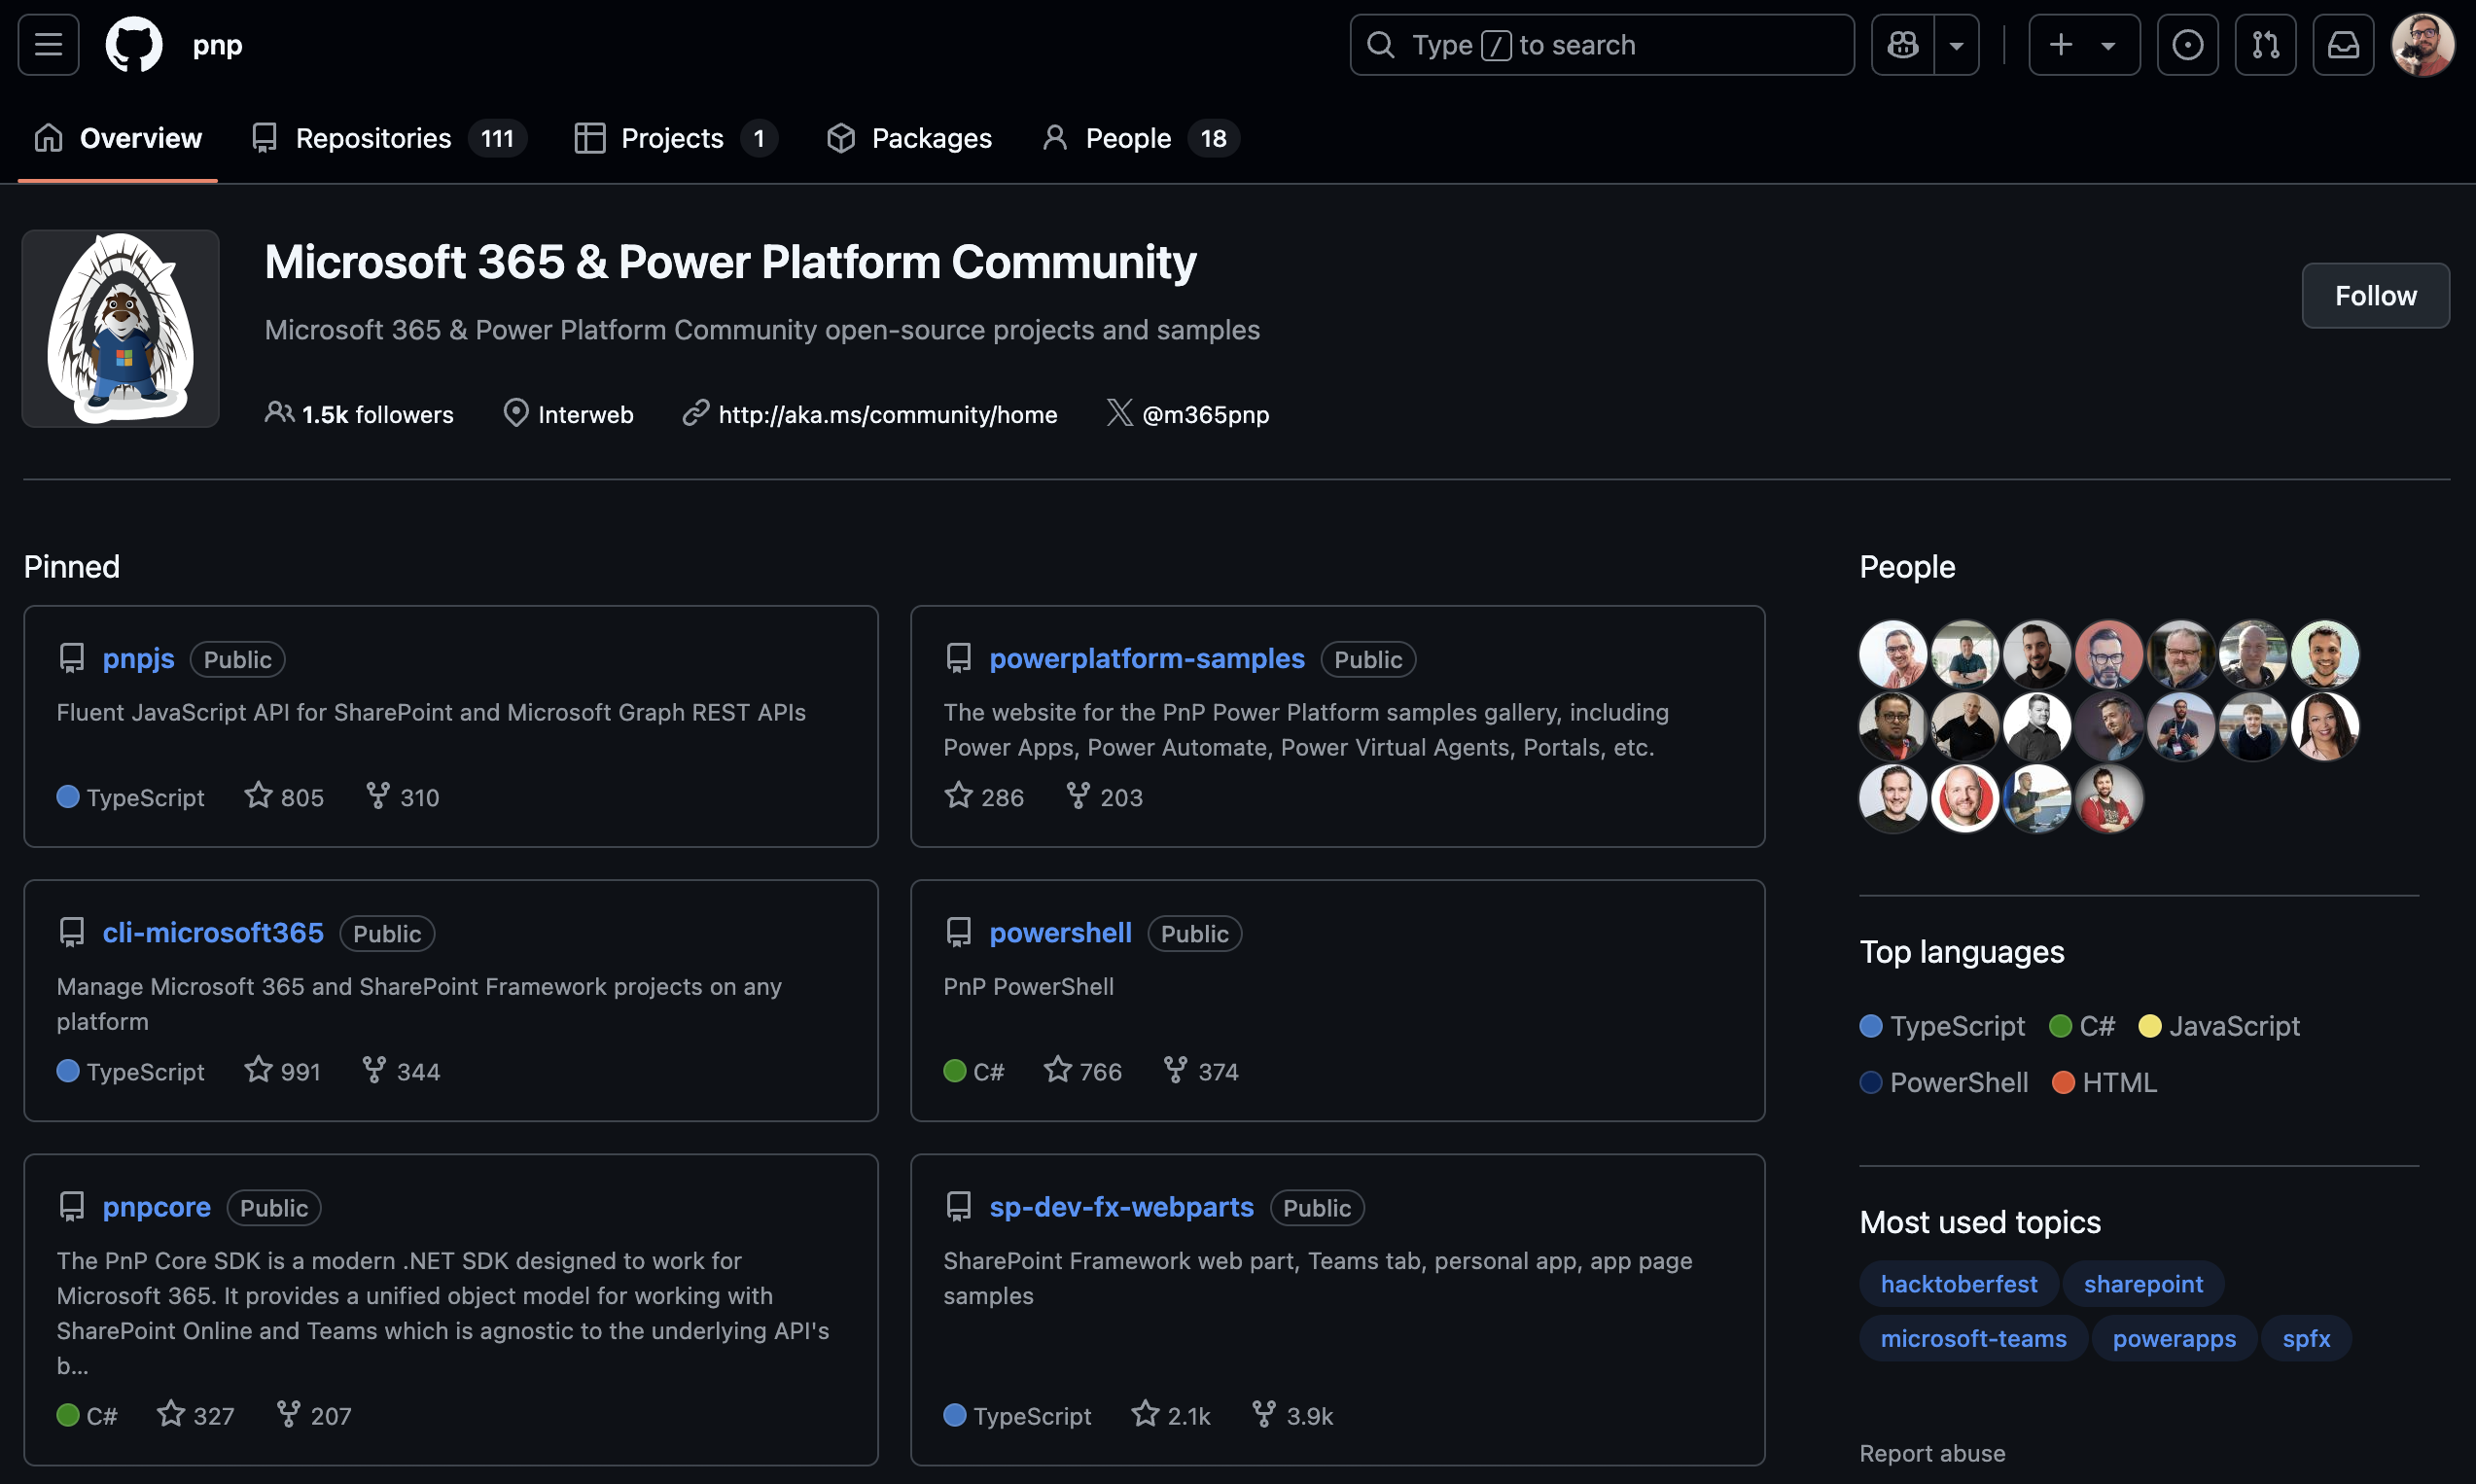 pnp
Type / to search
Overview
Repositories 111
Projects 1
Packages
People 18
Microsoft 365 & Power Platform Community
Microsoft 365 & Power Platform Community open-source projects and samples
1.5k followers
Interweb
http://aka.ms/community/home
@m365pnp
Follow
Pinned
pnpjs Public
Fluent JavaScript API for SharePoint and Microsoft Graph REST APIs
TypeScript 805 310
powerplatform-samples Public
The website for the PnP Power Platform samples gallery, including
Power Apps, Power Automate, Power Virtual Agents, Portals, etc.
286 203
cli-microsoft365 Public
Manage Microsoft 365 and SharePoint Framework projects on any
platform
TypeScript 991 344
powershell Public
PnP PowerShell
C# 766 374
pnpcore Public
The PnP Core SDK is a modern .NET SDK designed to work for
Microsoft 365. It provides a unified object model for working with
SharePoint Online and Teams which is agnostic to the underlying API's
b...
C# 327 207
sp-dev-fx-webparts Public
SharePoint Framework web part, Teams tab, personal app, app page
samples
TypeScript 2.1k 3.9k
People
Top languages
TypeScript C# JavaScript
PowerShell HTML
Most used topics
hacktoberfest sharepoint
microsoft-teams powerapps spfx
Report abuse